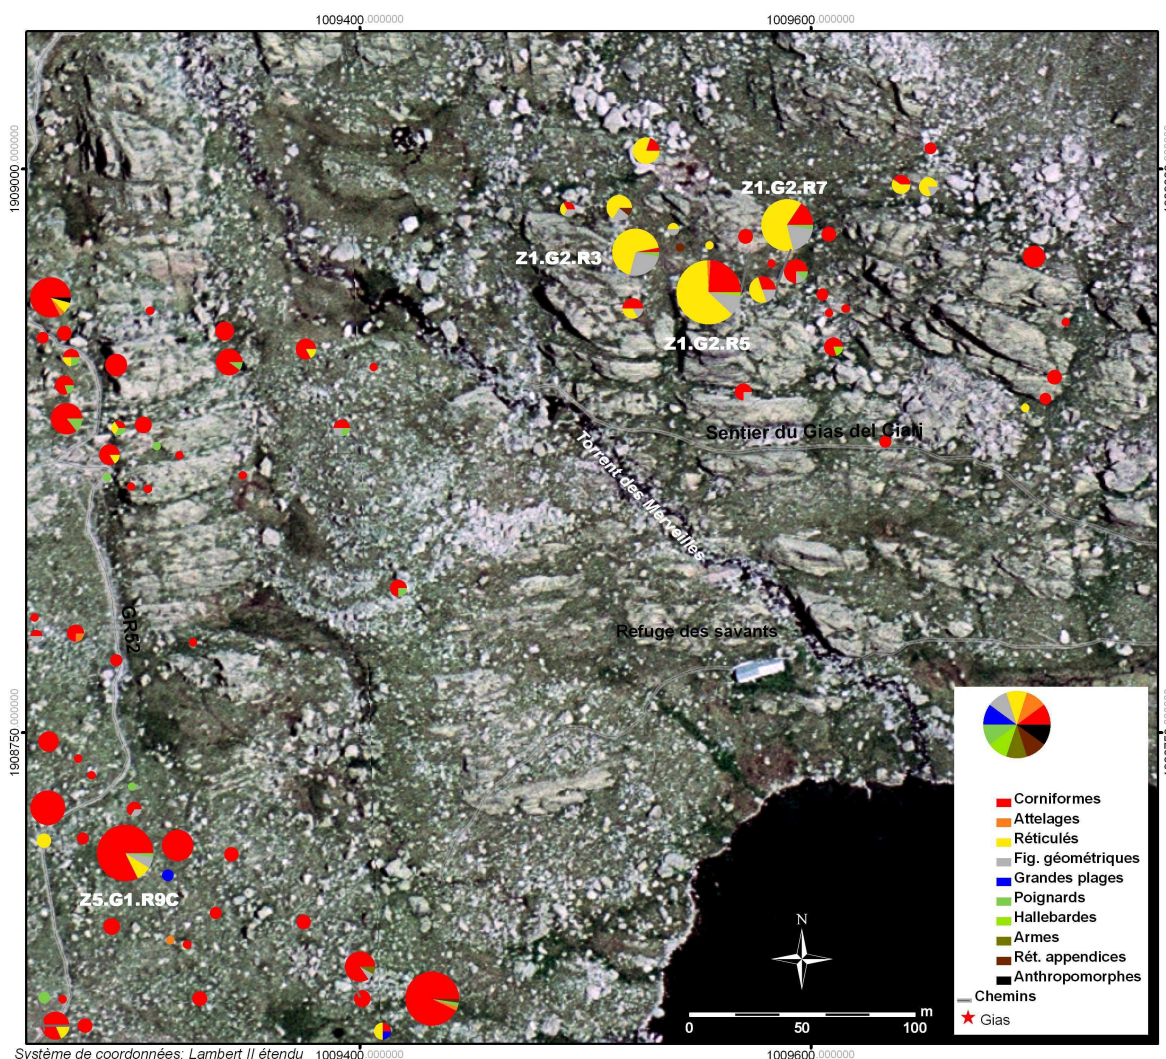 1009400.000000
1009600.000000
1909000.000000
Z1.G2.R7
Z1.G2.R3
Z1.G2.R5
Sentier du Gias del Ciari
Torrent des Merveilles
GR52
Refuge des savants
1908750.000000
Z5.G1.R9C
Corniformes
Attelages
Réticulés
Fig. géométriques
Grandes plages
Poignards
Hallebardes
Armes
Rét. appendices
Anthropomorphes
Chemins
Gias
N
m
0
50
100
Système de coordonnées: Lambert II étendu
1009400.000000
1009600.000000